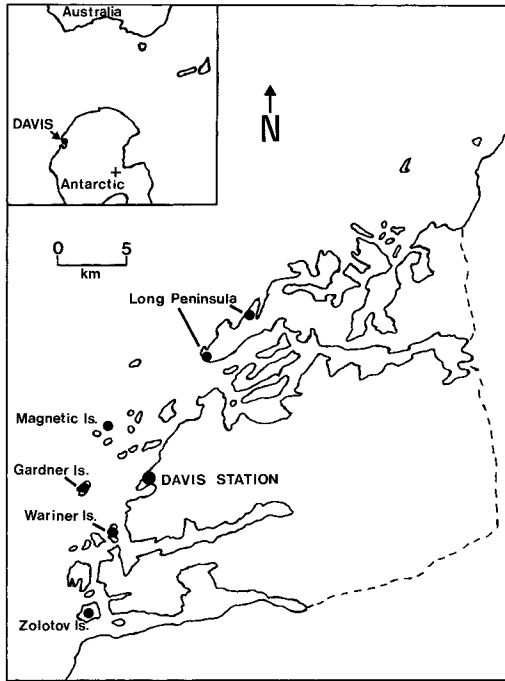 Australia
DAVIS
Antarctic
N
0 5
km
Long Peninsula
Magnetic Is.
Gardner Is.
DAVIS STATION
Wariner Is.
Zolotov Is.